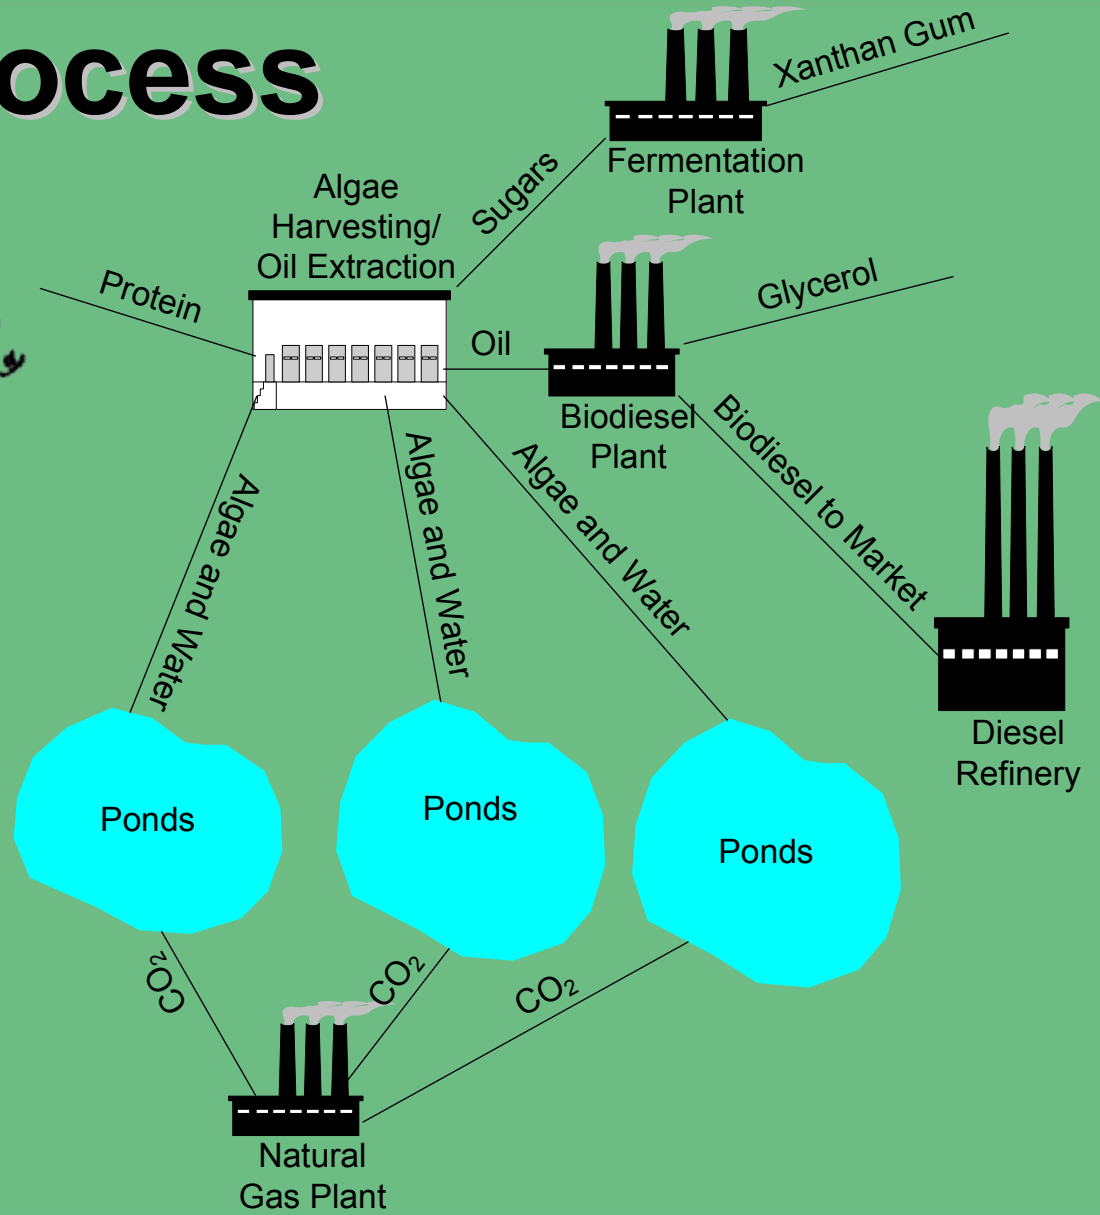 ocess
Xanthan Gum
Fermentation
Plant
Sugars
Algae
Harvesting/
Oil Extraction
Protein
Oil
Glycerol
Biodiesel
Plant
Biodiesel to Market
Algae and Water
Algae and Water
Algae and Water
Diesel
Refinery
Ponds
Ponds
Ponds
CO₂
CO₂
CO₂
Natural
Gas Plant